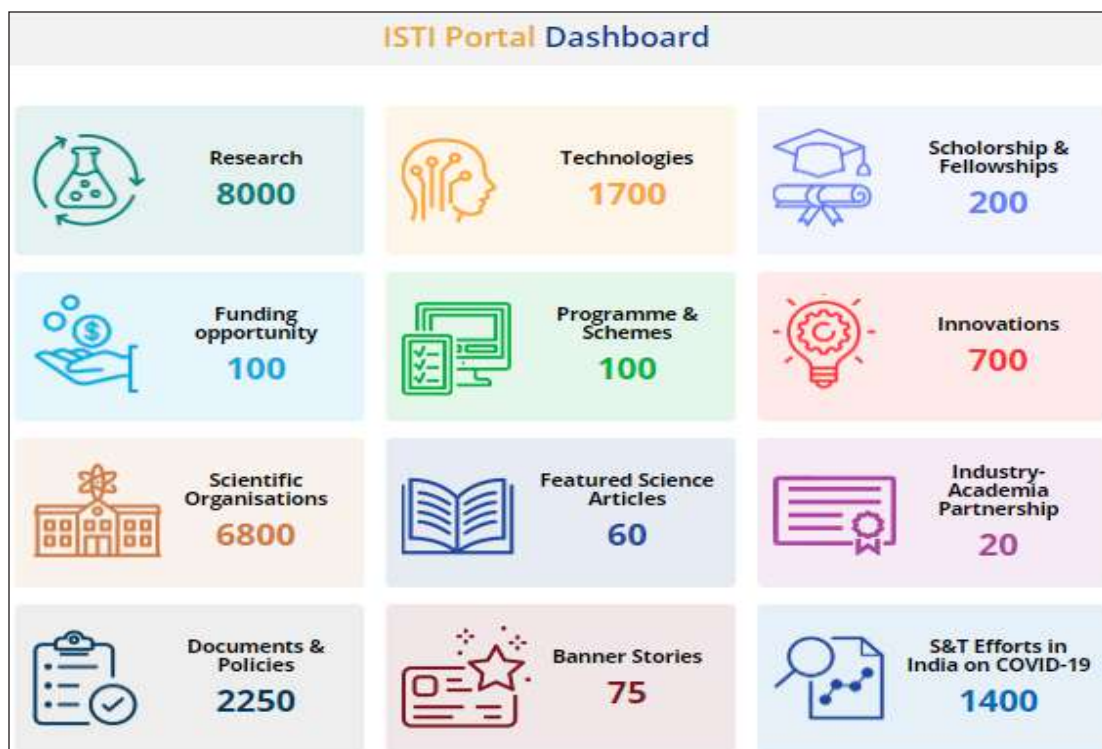 ISTI Portal Dashboard
Research
8000
Technologies
1700
Scholorship &
Fellowships
200
Funding
opportunity
100
Programme &
Schemes
100
Innovations
700
Scientific
Organisations
6800
Featured Science
Articles
60
Industry-
Academia
Partnership
20
Documents &
Policies
2250
Banner Stories
75
S&T Efforts in
India on COVID-19
1400